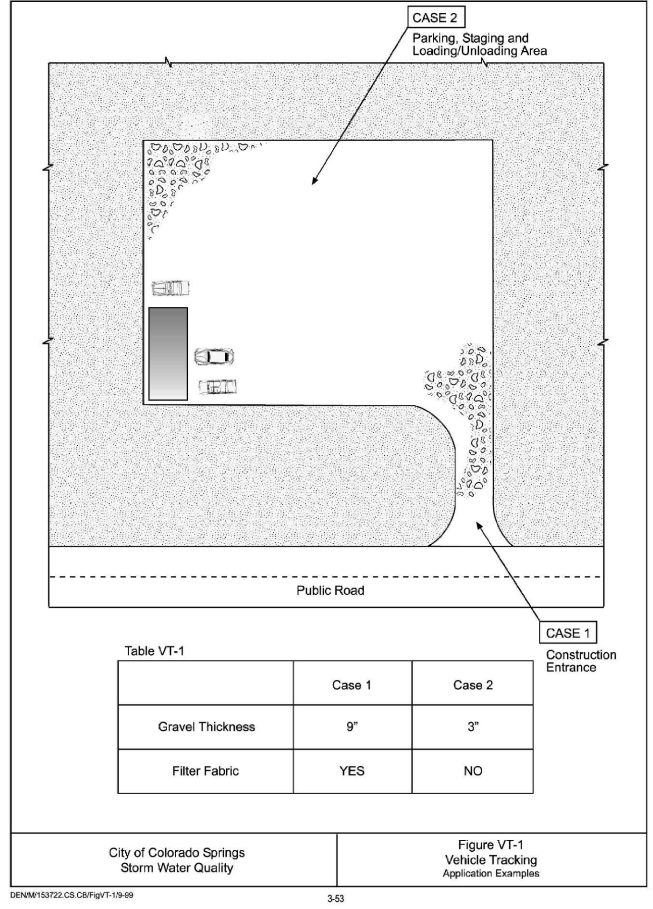 CASE 2
Parking, Staging and
Loading/Unloading Area
Public Road
CASE 1
Construction
Entrance
Table VT-1
Case 1 Case 2
Gravel Thickness 9” 3”
Filter Fabric YES NO
City of Colorado Springs
Storm Water Quality
Figure VT-1
Vehicle Tracking
Application Examples
DEN/M/153722.CS.C8/FigVT-1/9-99
3-53